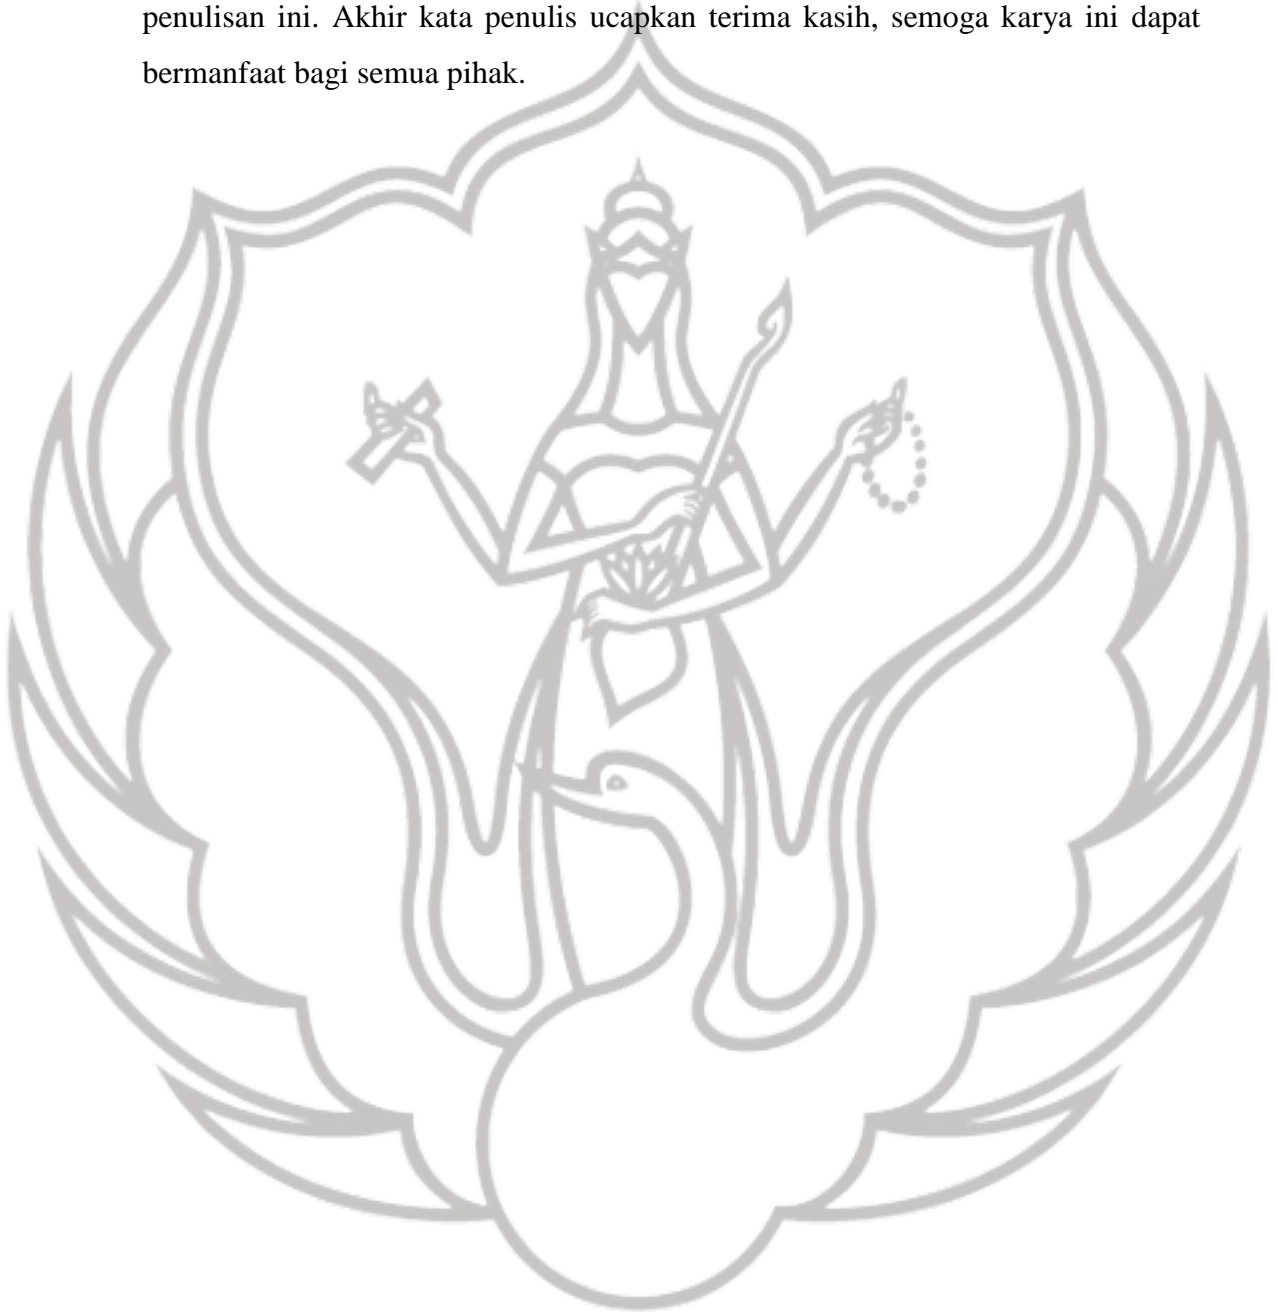 penulisan ini. Akhir kata penulis ucapkan terima kasih, semoga karya ini dapat
bermanfaat bagi semua pihak.